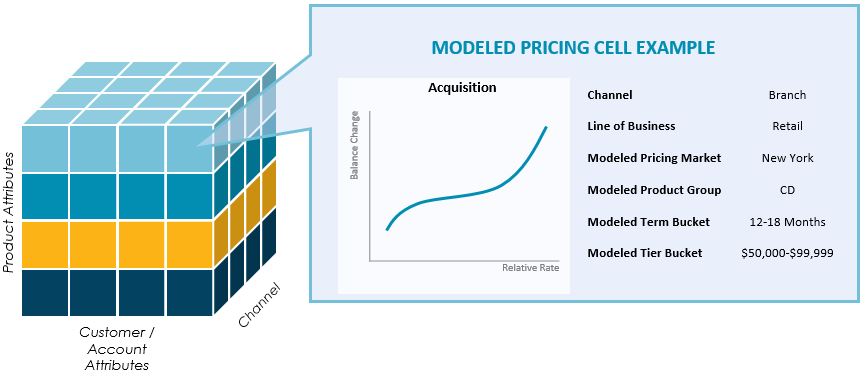 Product Attributes
Customer /
Account
Attributes
Channel
MODELED PRICING CELL EXAMPLE
Acquisition
Balance Change
Relative Rate
Channel Branch
Line of Business Retail
Modeled Pricing Market New York
Modeled Product Group CD
Modeled Term Bucket 12-18 Months
Modeled Tier Bucket $50,000-$99,999